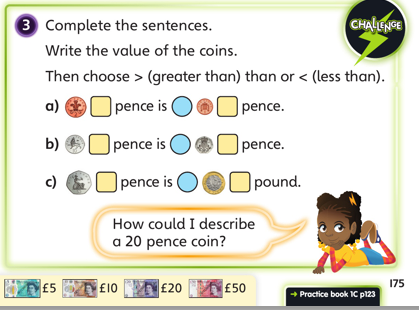 3 Complete the sentences.
CHALLENGE
Write the value of the coins.
Then choose > (greater than) than or < (less than).
a) pence is pence.
b) pence is pence.
c) pence is pound.
How could I describe
a 20 pence coin?
£5 £10 £20 £50
→ Practice book 1C p123
175